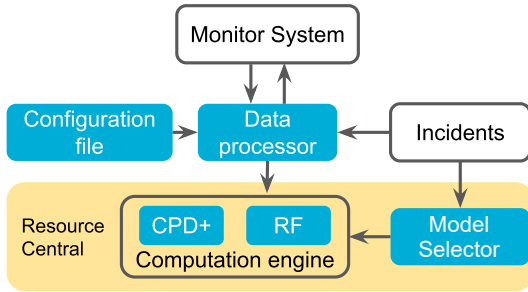 Monitor System
Configuration
file
Data
processor
Incidents
Resource
Central
CPD+
RF
Computation engine
Model
Selector